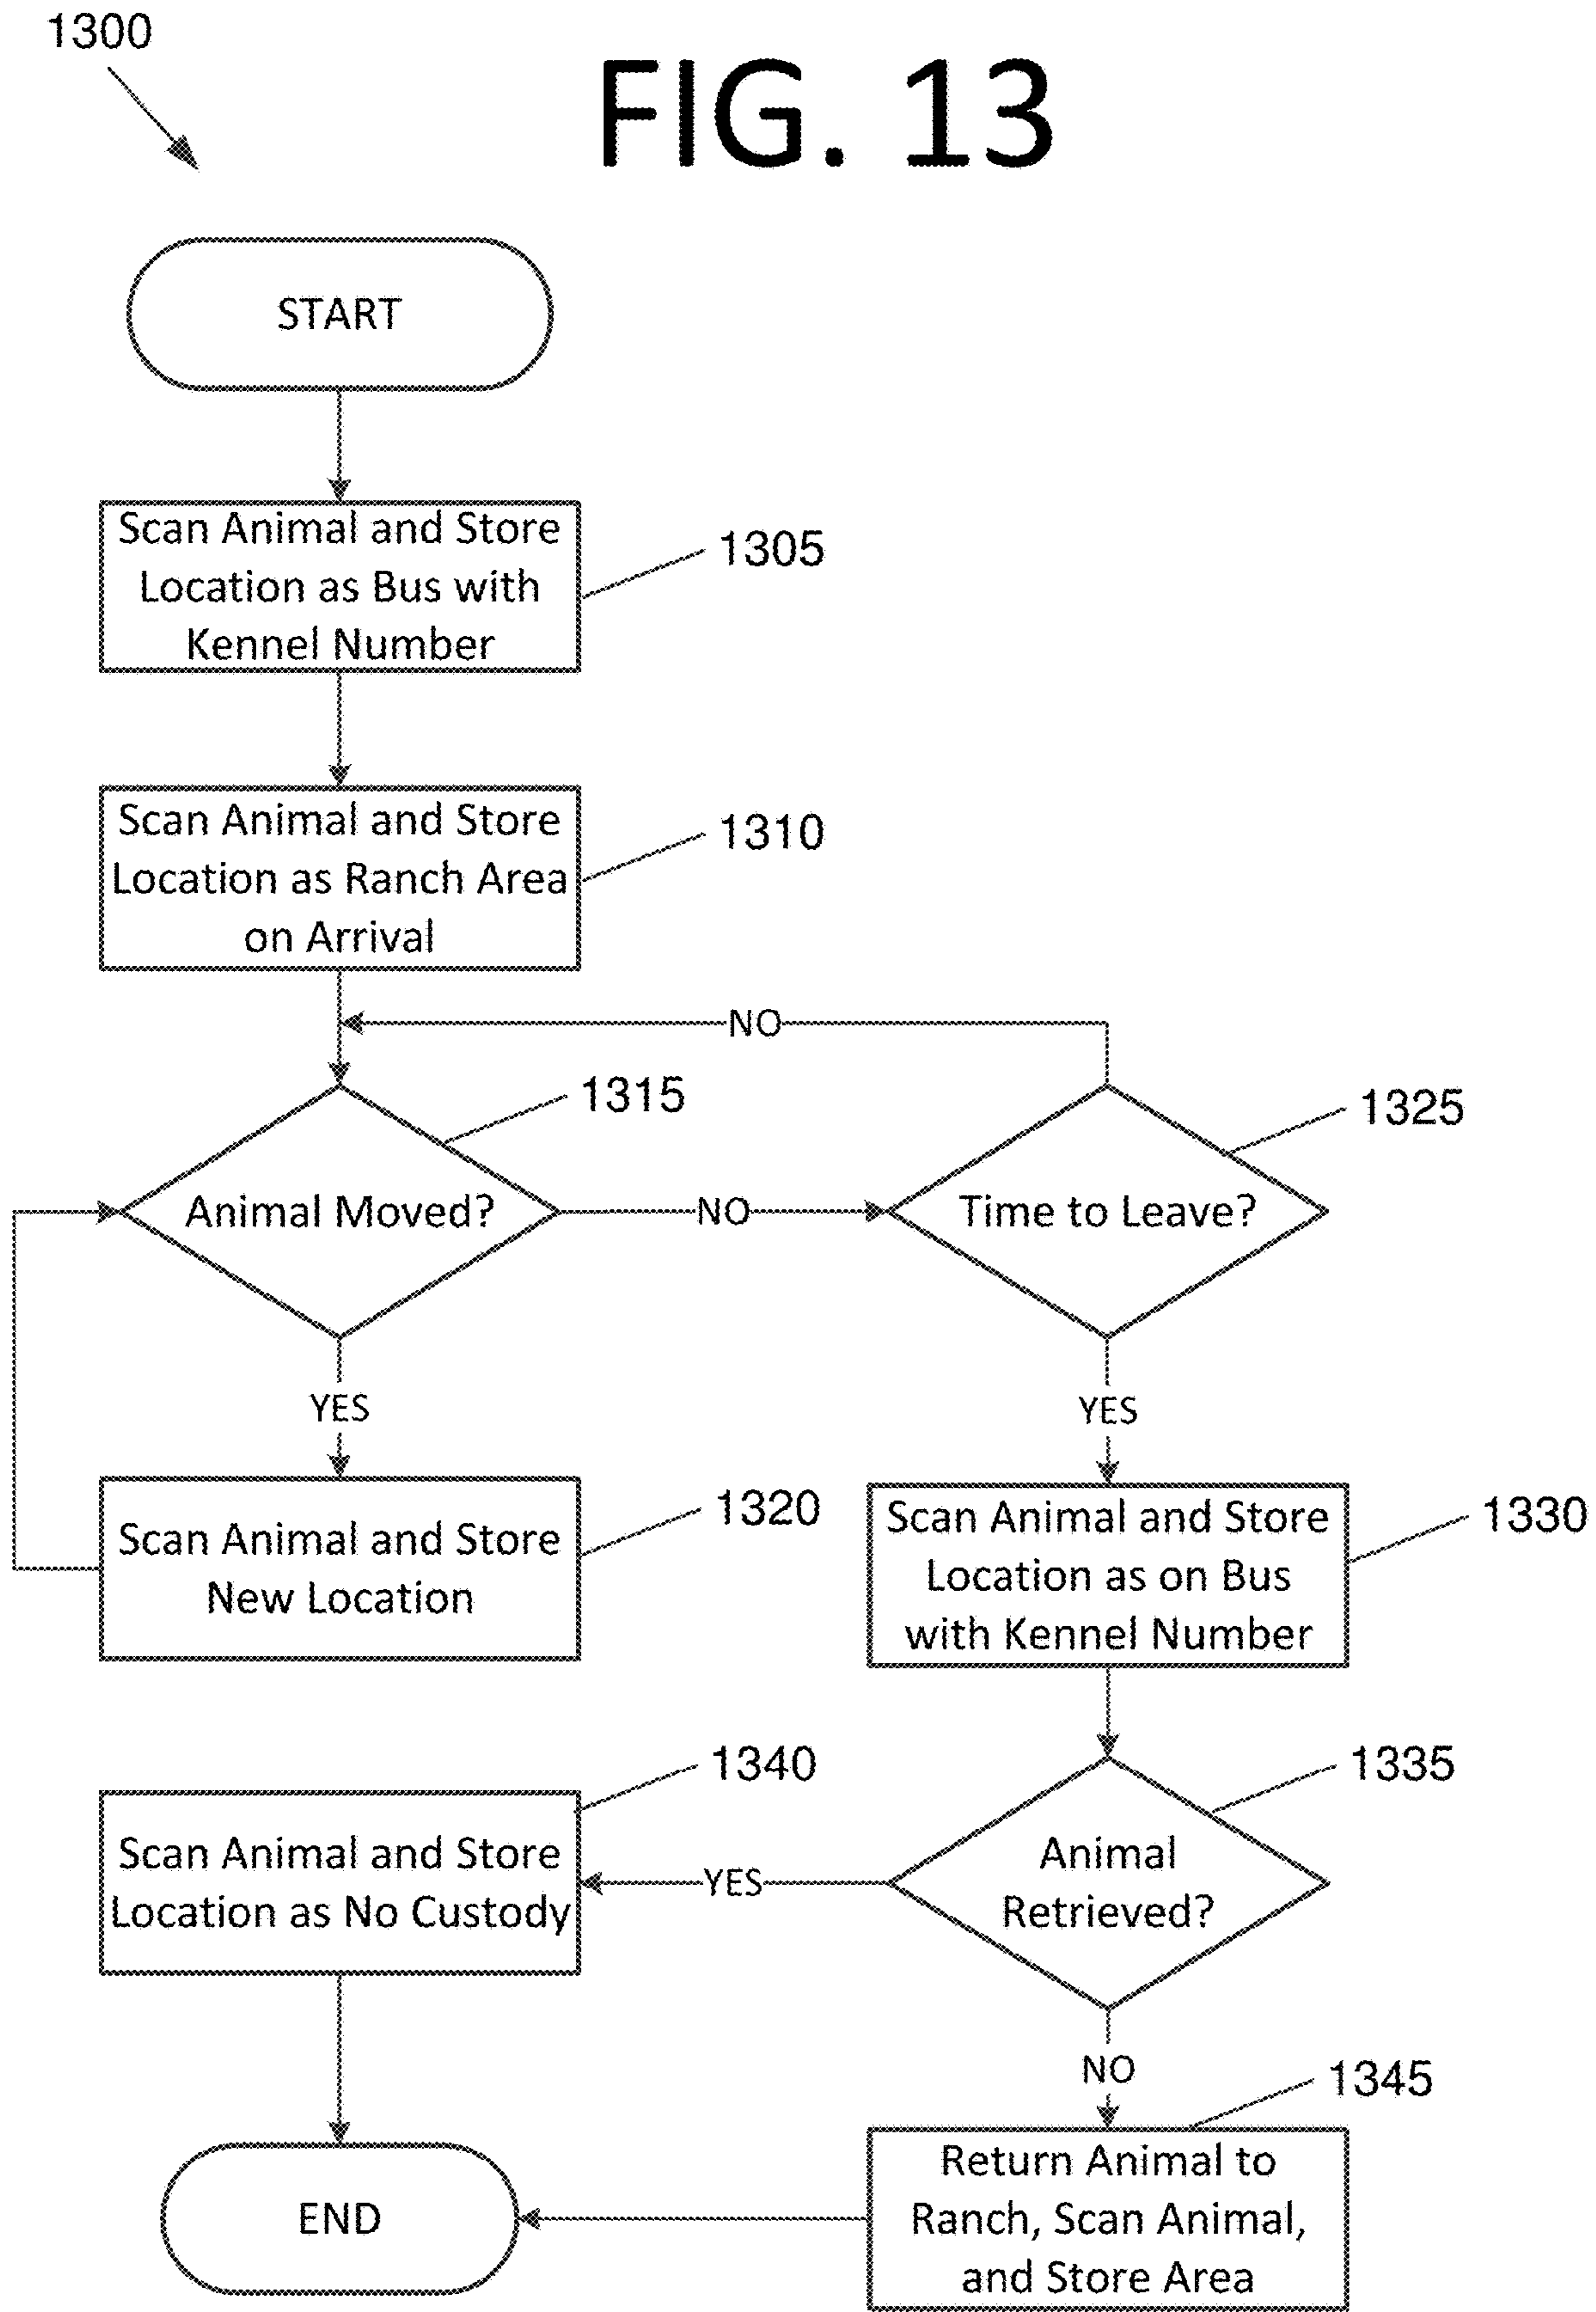 1300
FIG. 13
START
Scan Animal and Store
Location as Bus with
Kennel Number
1305
Scan Animal and Store
Location as Ranch Area
on Arrival
1310
NO
1315
1325
Animal Moved?
NO
Time to Leave?
YES
YES
Scan Animal and Store
New Location
1320
Scan Animal and Store
Location as on Bus
with Kennel Number
1330
1340
1335
Scan Animal and Store
Location as No Custody
YES
Animal
Retrieved?
NO
1345
END
Return Animal to
Ranch, Scan Animal,
and Store Area